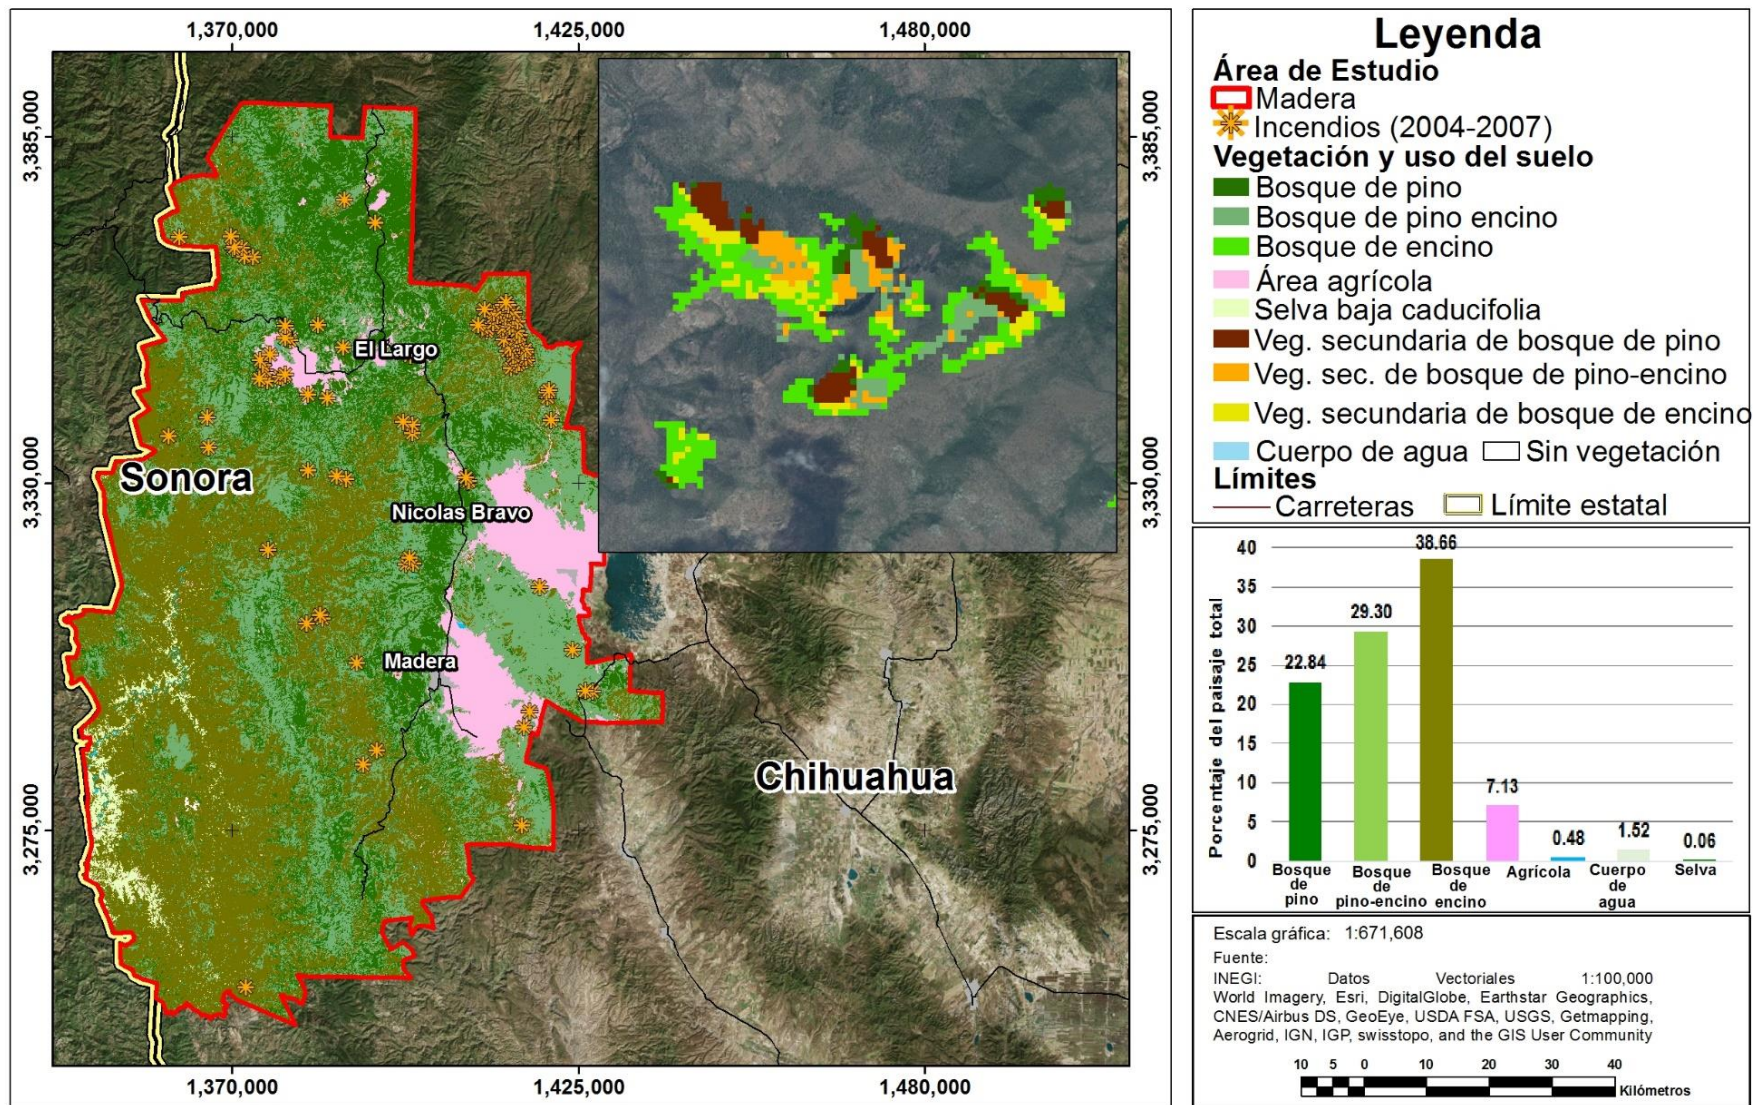 1,370,000
1,425,000
1,480,000
3,385,000
3,385,000
3,330,000
3,330,000
3,275,000
3,275,000
El Largo
Sonora
Nicolas Bravo
Madera
Chihuahua
1,370,000
1,425,000
1,480,000
Leyenda
Área de Estudio
Madera
Incendios (2004-2007)
Vegetación y uso del suelo
Bosque de pino
Bosque de pino encino
Bosque de encino
Área agrícola
Selva baja caducifolia
Veg. secundaria de bosque de pino
Veg. sec. de bosque de pino-encino
Veg. secundaria de bosque de encino
Cuerpo de agua Sin vegetación
Límites
Carreteras Límite estatal
Porcentaje del paisaje total
40
35
30
25
20
15
10
5
0
22.84
29.30
38.66
7.13
0.48
1.52
0.06
Bosque de pino
Bosque de pino-encino
Bosque de encino
Agrícola
Cuerpo de agua
Selva
Escala gráfica: 1:671,608
Fuente:
INEGI: Datos Vectoriales 1:100,000
World Imagery, Esri, DigitalGlobe, Earthstar Geographics,
CNES/Airbus DS, GeoEye, USDA FSA, USGS, Getmapping,
Aerogrid, IGN, IGP, swisstopo, and the GIS User Community
10 5 0 10 20 30 40
Kilómetros